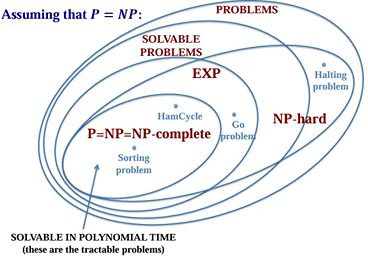 Assuming that P = NP:
PROBLEMS
SOLVABLE
PROBLEMS
EXP
Halting
problem
HamCycle
Go
problem
NP-hard
P=NP=NP-complete
Sorting
problem
SOLVABLE IN POLYNOMIAL TIME
(these are the tractable problems)